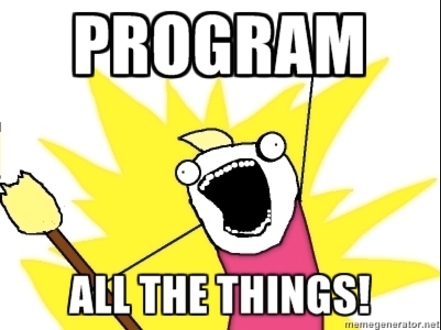 PROGRAM
ALL THE THINGS!
memegenerator.net